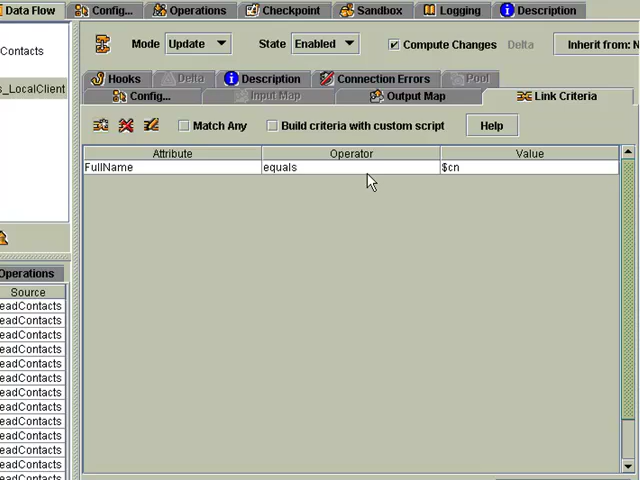 Data Flow Config... Operations Checkpoint Sandbox Logging Description
Contacts
s_LocalClient
Mode Update State Enabled Compute Changes Delta Inherit from: N
Hooks Delta Description Connection Errors Pool
Config... Input Map Output Map Link Criteria
Match Any Build criteria with custom script Help
Attribute Operator Value
FullName equals $cn
Operations
Source
eadContacts
eadContacts
eadContacts
eadContacts
eadContacts
eadContacts
eadContacts
eadContacts
eadContacts
eadContacts
eadContacts
eadContacts
eadContacts